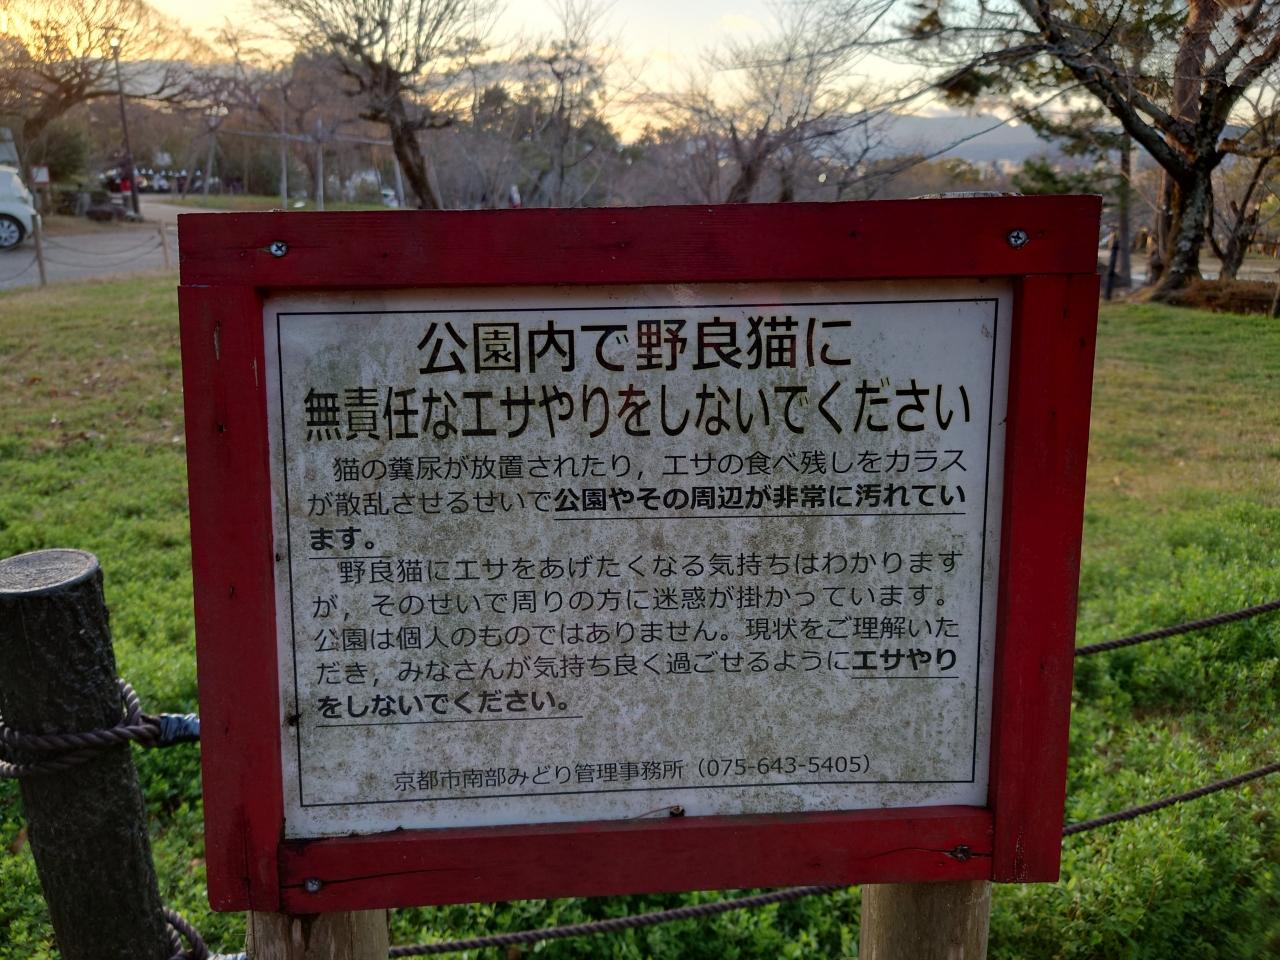 公園内で野良猫に
無責任なエサやりをしないでください
猫の糞尿が放置されたり，エサの食べ残しをカラス
が散乱させるせいで公園やその周辺が非常に汚れてい
ます。
野良猫にエサをあげたくなる気持ちはわかります
が，そのせいで周りの方に迷惑が掛かっています。
公園は個人のものではありません。現状をご理解いた
だき，みなさんが気持ち良く過ごせるようにエサやり
をしないでください。
京都市南部みどり管理事務所（075-643-5405）